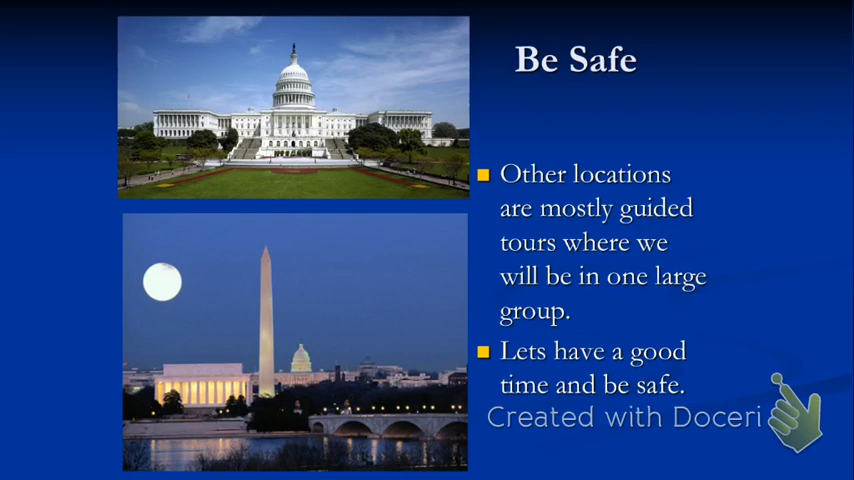 Be Safe
Other locations
are mostly guided
tours where we
will be in one large
group.
Lets have a good
time and be safe.
Created with Doceri